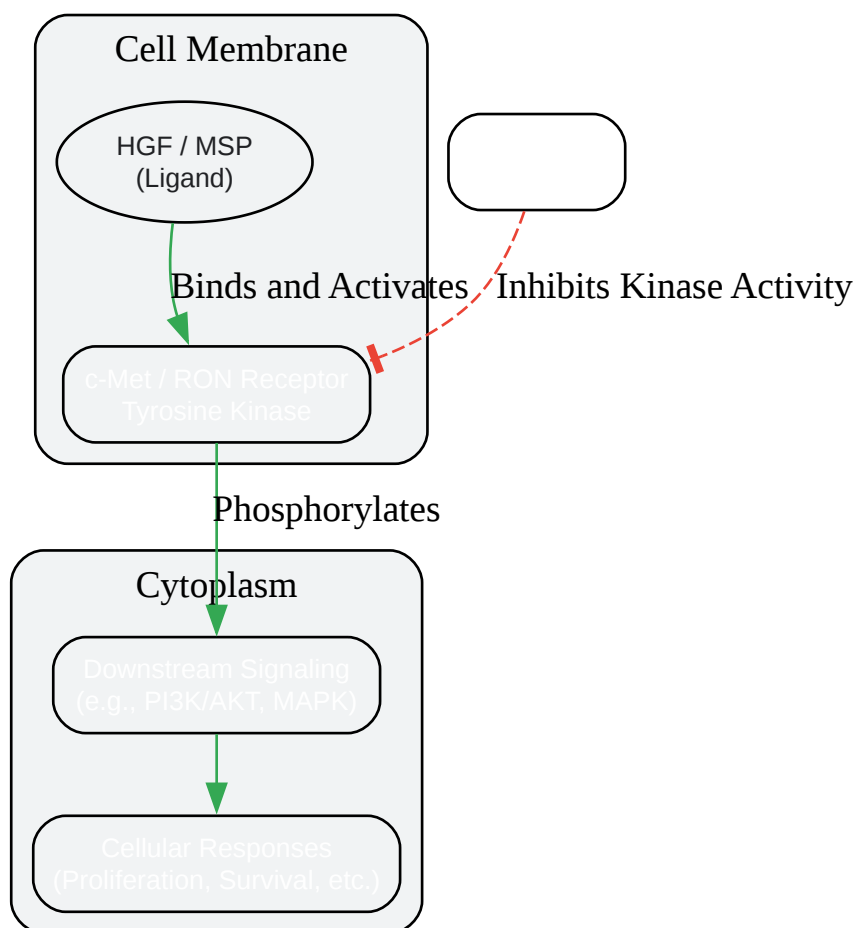 Cell Membrane
HGF / MSP
(Ligand)
Binds and Activates
Inhibits Kinase Activity
c-Met / RON Receptor
Tyrosine Kinase
Phosphorylates
Cytoplasm
Downstream Signaling
(e.g., PI3K/AKT, MAPK)
Cellular Responses
(Proliferation, Survival, etc.)